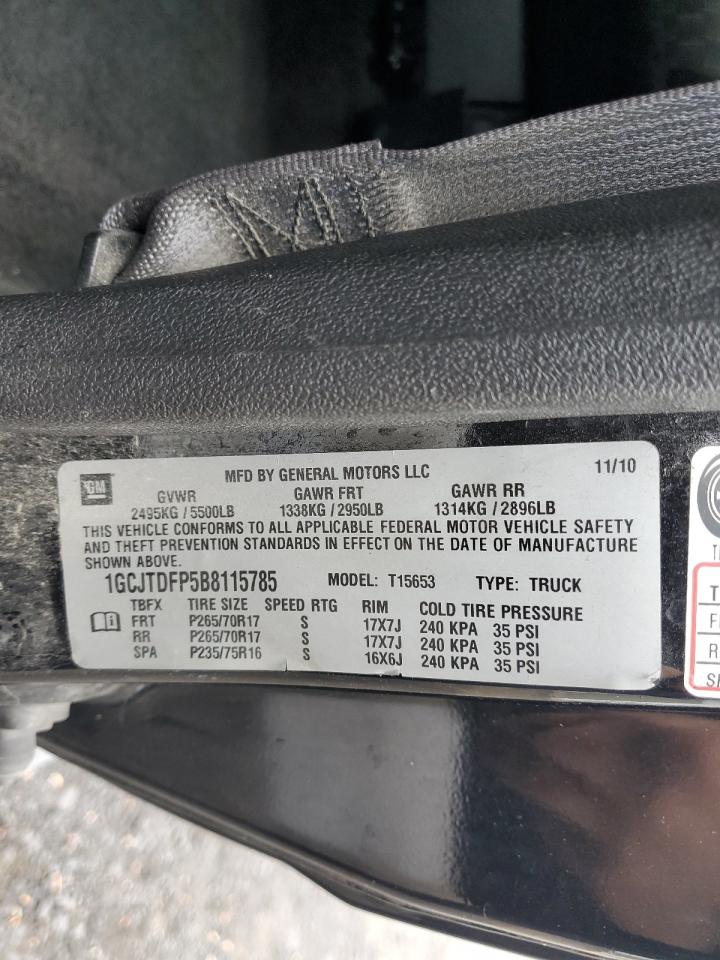 GM
MFD BY GENERAL MOTORS LLC 11/10
GVWR GAWR FRT GAWR RR
2495KG / 5500LB 1338KG / 2950LB 1314KG / 2896LB
THIS VEHICLE CONFORMS TO ALL APPLICABLE FEDERAL MOTOR VEHICLE SAFETY
AND THEFT PREVENTION STANDARDS IN EFFECT ON THE DATE OF MANUFACTURE
SHOWN ABOVE.
1GCJTDFP5B8115785 MODEL: T15653 TYPE: TRUCK
TBFX TIRE SIZE SPEED RTG RIM COLD TIRE PRESSURE
FRT P265/70R17 S 17X7J 240 KPA 35 PSI
RR P265/70R17 S 17X7J 240 KPA 35 PSI
SPA P235/75R16 S 16X6J 240 KPA 35 PSI